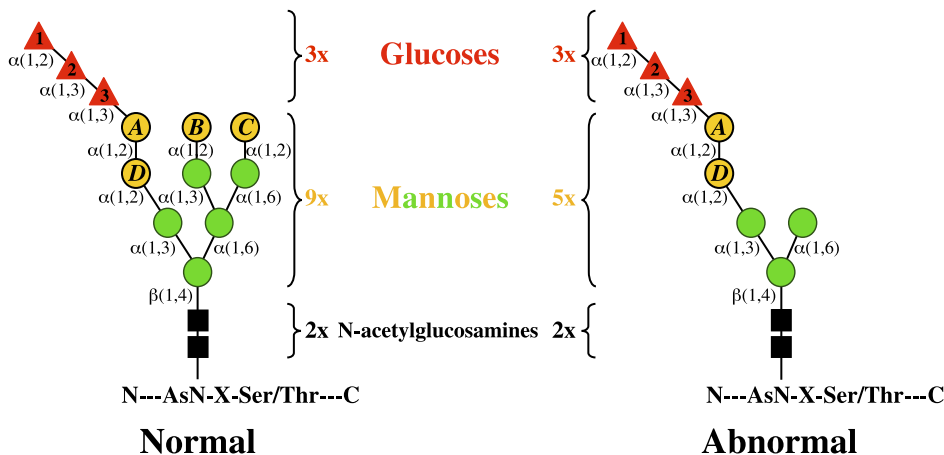 1
α(1,2)
2
α(1,3)
3
α(1,3)
A
B
C
α(1,2)
α(1,2)
α(1,2)
D
α(1,2)
α(1,3)
α(1,6)
α(1,3)
α(1,6)
β(1,4)
N---AsN-X-Ser/Thr---C
Normal
3x
Glucoses
3x
9x
Mannoses
5x
2x
N-acetylglucosamines
2x
1
α(1,2)
2
α(1,3)
3
α(1,3)
A
α(1,2)
D
α(1,2)
α(1,3)
α(1,6)
β(1,4)
N---AsN-X-Ser/Thr---C
Abnormal